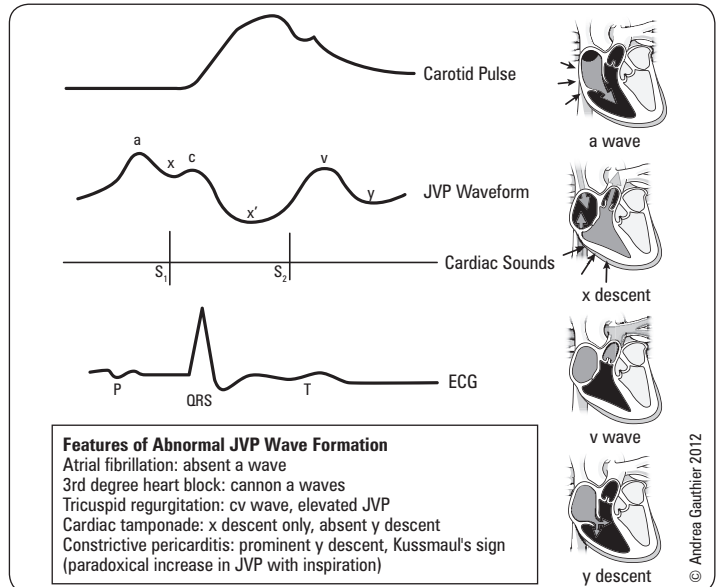 Carotid Pulse
a wave
a
x
c
v
y
x′
JVP Waveform
S1
S2
Cardiac Sounds
x descent
P
QRS
T
ECG
v wave
Features of Abnormal JVP Wave Formation
Atrial fibrillation: absent a wave
3rd degree heart block: cannon a waves
Tricuspid regurgitation: cv wave, elevated JVP
Cardiac tamponade: x descent only, absent y descent
Constrictive pericarditis: prominent y descent, Kussmaul's sign
(paradoxical increase in JVP with inspiration)
y descent
© Andrea Gauthier 2012